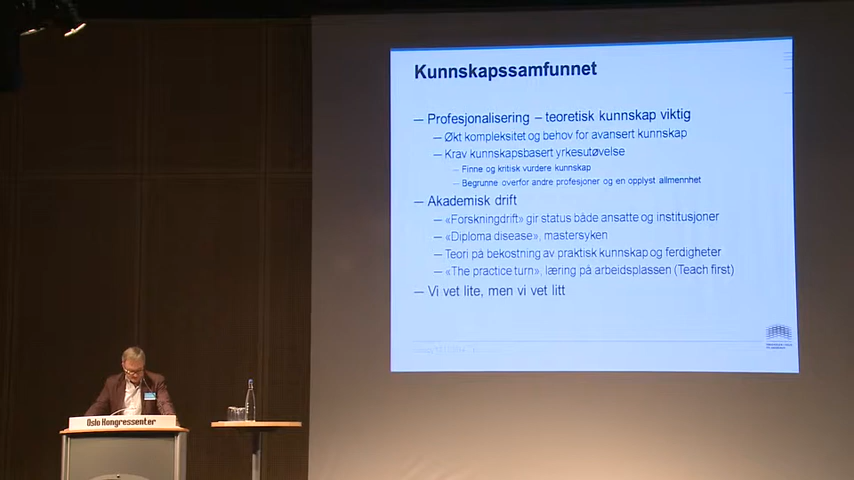 Kunnskapssamfunnet
– Profesjonalisering – teoretisk kunnskap viktig
– Økt kompleksitet og behov for avansert kunnskap
– Krav kunnskapsbasert yrkesutøvelse
– Finne og kritisk vurdere kunnskap
– Begrunne overfor andre profesjoner og en opplyst allmennhet
– Akademisk drift
– «Forskningdrift» gir status både ansatte og institusjoner
– «Diploma disease», mastersyken
– Teori på bekostning av praktisk kunnskap og ferdigheter
– «The practice turn», læring på arbeidsplassen (Teach first)
– Vi vet lite, men vi vet litt
Oslo Kongressenter